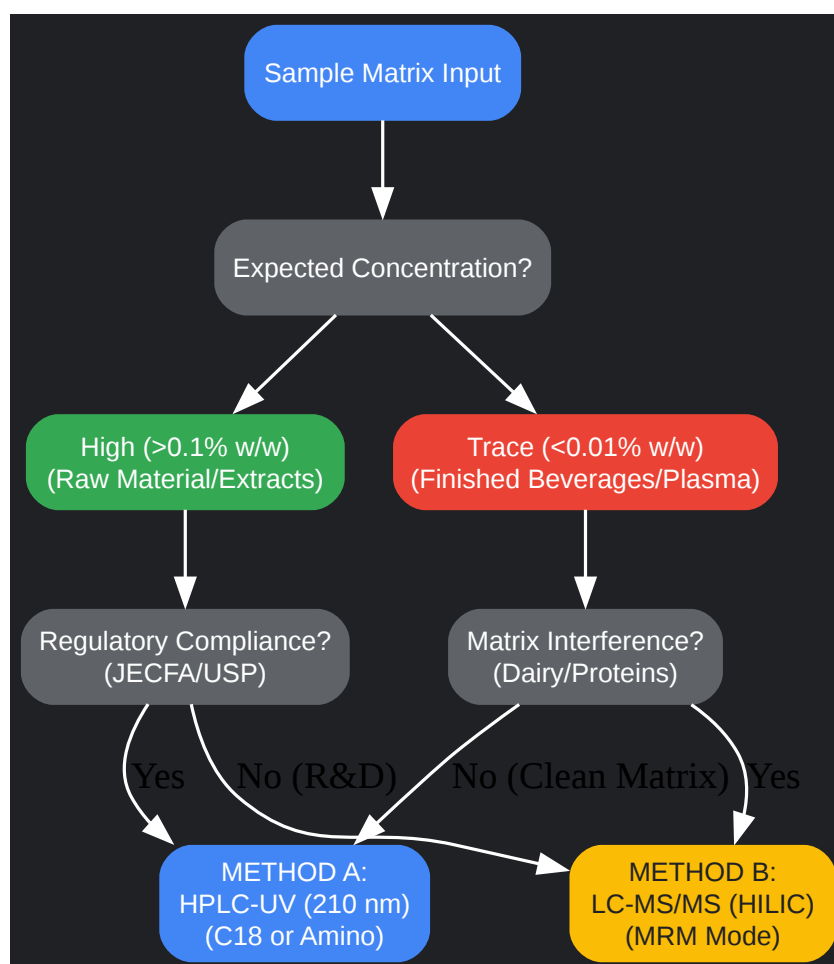 Sample Matrix Input
Expected Concentration?
High (>0.1% w/w)
(Raw Material/Extracts)
Trace (<0.01% w/w)
(Finished Beverages/Plasma)
Regulatory Compliance?
(JECFA/USP)
Matrix Interference?
(Dairy/Proteins)
Yes
No (R&D)
No (Clean Matrix)
Yes
METHOD A:
HPLC-UV (210 nm)
(C18 or Amino)
METHOD B:
LC-MS/MS (HILIC)
(MRM Mode)